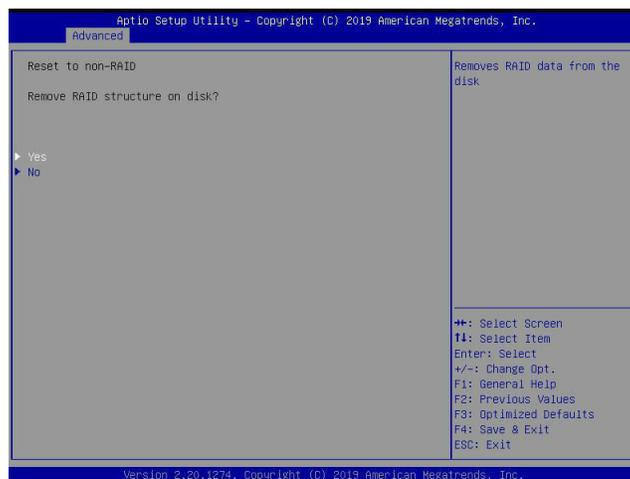 Aptio Setup Utility – Copyright (C) 2019 American Megatrends, Inc.
Advanced
Reset to non-RAID
Remove RAID structure on disk?
Yes
No
Removes RAID data from the
disk
→←: Select Screen
↑↓: Select Item
Enter: Select
+/-: Change Opt.
F1: General Help
F2: Previous Values
F3: Optimized Defaults
F4: Save & Exit
ESC: Exit
Version 2.20.1274. Copyright (C) 2019 American Megatrends, Inc.